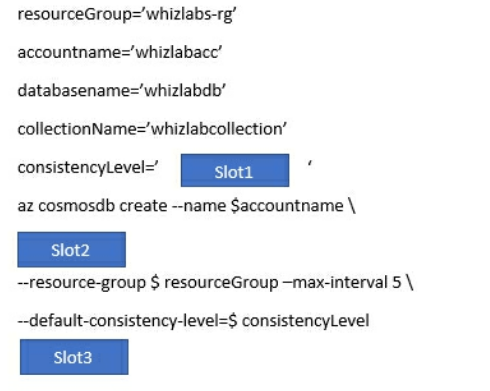 resourceGroup=’whizlabs-rg’
accountname=’whizlabacc’
databasename=’whizlabdb’
collectionName=’whizlabcollection’
consistencyLevel=’ Slot1 ‘
az cosmosdb create --name $accountname \
Slot2
--resource-group $ resourceGroup –max-interval 5 \
--default-consistency-level=$ consistencyLevel
Slot3